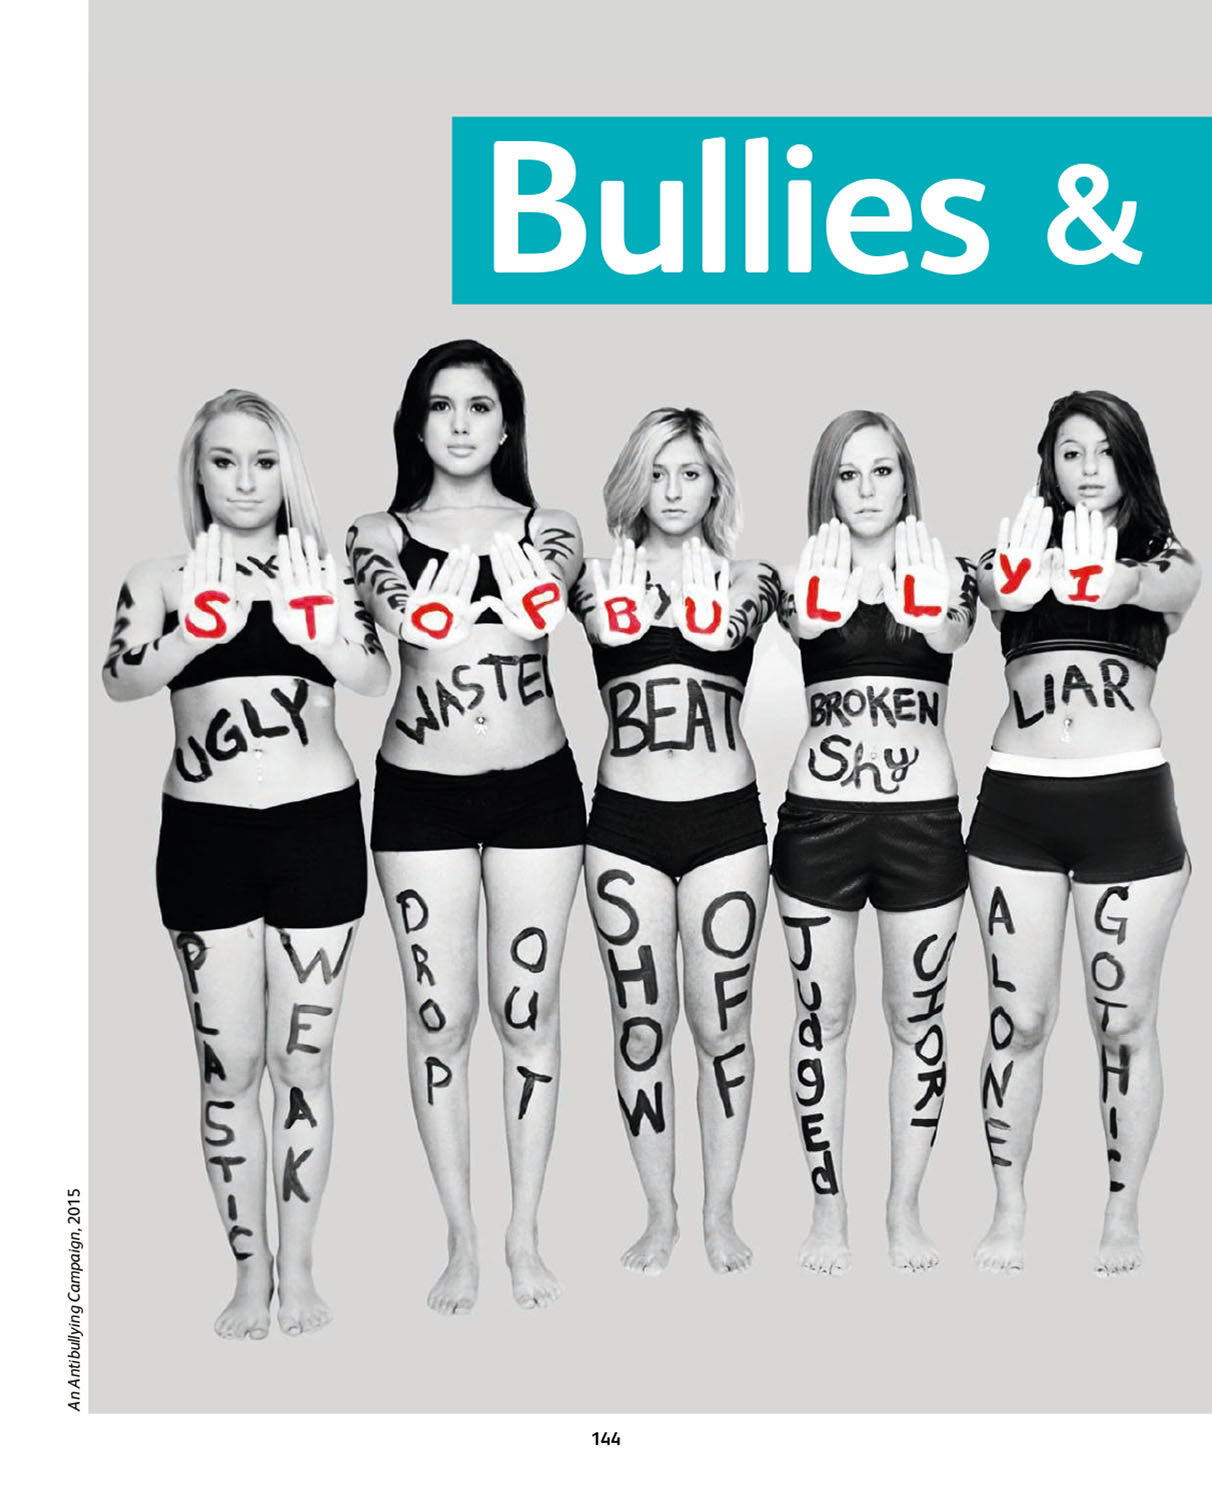 Bullies &
S T O P B U L L Y I
UGLY
WASTE
BEAT
BROKEN
Shy
LIAR
PLASTIC
WEAK
DROP
OUT
SHOW
OFF
JudgEd
SHORT
ALONE
GOTHIC
An Antibullying Campaign, 2015
144